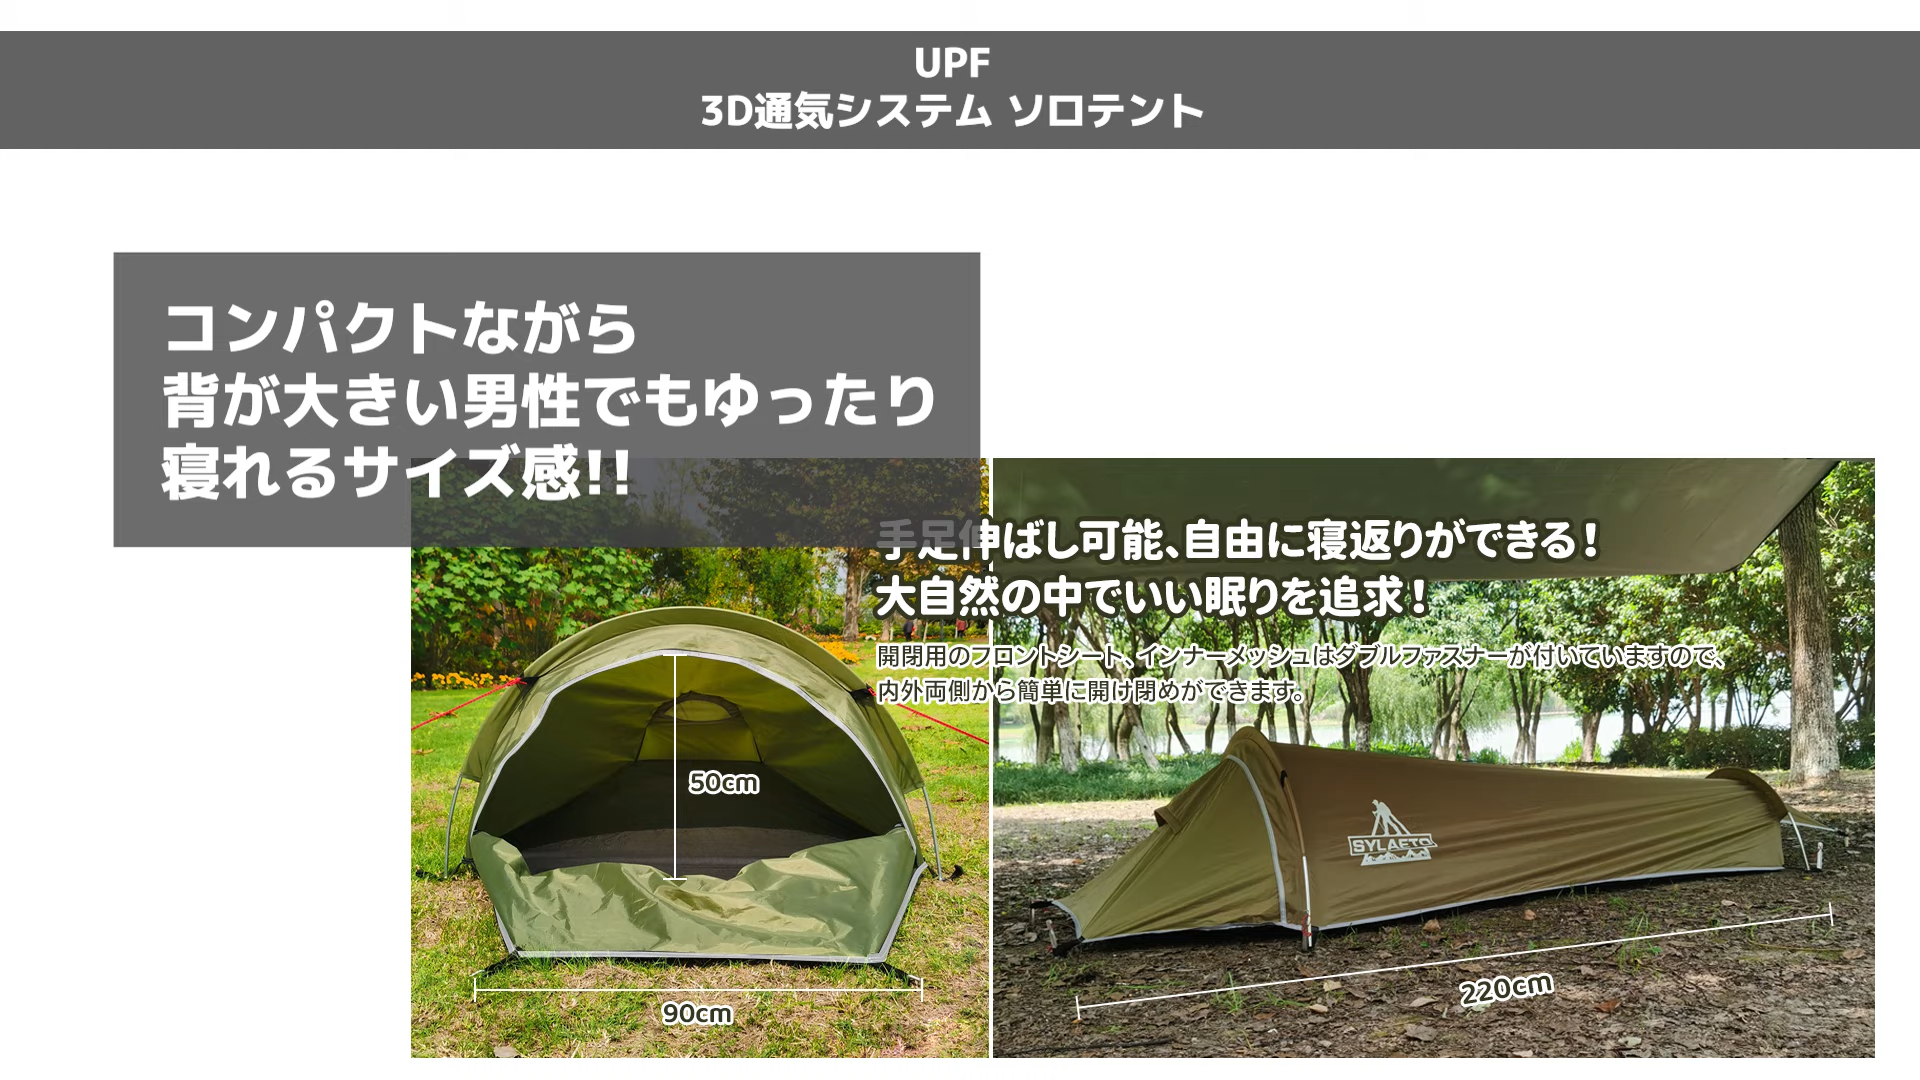 UPF
3D通気システム ソロテント
コンパクトながら
背が大きい男性でもゆったり
寝れるサイズ感!!
手足伸ばし可能、自由に寝返りができる！
大自然の中でいい眠りを追求！
開閉用のフロントシート、インナーメッシュはダブルファスナーが付いていますので、
内外両側から簡単に開け閉めができます。
50cm
90cm
SYLAETO
220cm